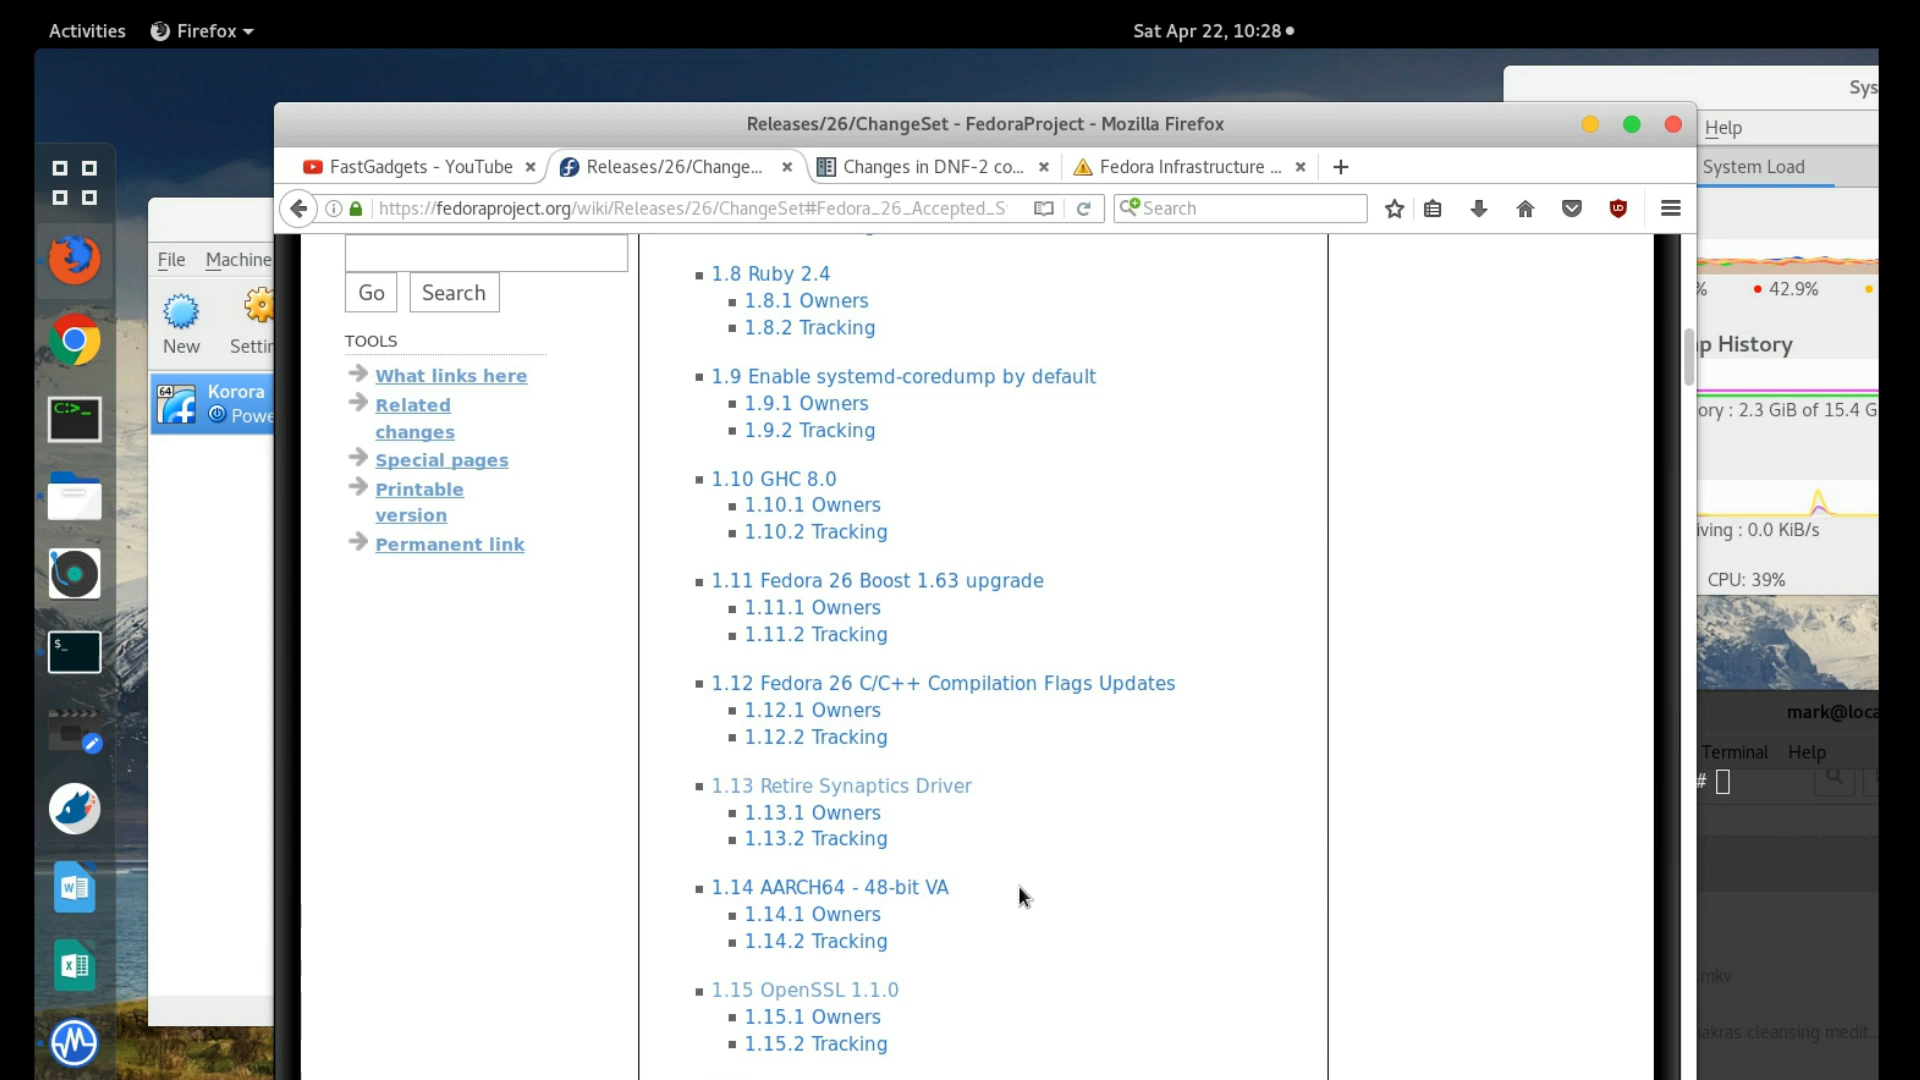 Activities Firefox Sat Apr 22, 10:28
Sys
Releases/26/ChangeSet - FedoraProject - Mozilla Firefox
Help
FastGadgets - YouTube Releases/26/Change... Changes in DNF-2 co... Fedora Infrastructure ...
System Load
https://fedoraproject.org/wiki/Releases/26/ChangeSet#Fedora_26_Accepted_S
Search
File Machine
Go Search
1.8 Ruby 2.4
1.8.1 Owners
1.8.2 Tracking
% 42.9%
New Settin
TOOLS
p History
What links here
Related
changes
Special pages
Printable
version
Permanent link
64 Korora
Powe
1.9 Enable systemd-coredump by default
1.9.1 Owners
1.9.2 Tracking
ory : 2.3 GiB of 15.4 G
C:>_
1.10 GHC 8.0
1.10.1 Owners
1.10.2 Tracking
iving : 0.0 KiB/s
1.11 Fedora 26 Boost 1.63 upgrade
1.11.1 Owners
1.11.2 Tracking
CPU: 39%
$_
1.12 Fedora 26 C/C++ Compilation Flags Updates
1.12.1 Owners
1.12.2 Tracking
mark@loca
Terminal Help
#
1.13 Retire Synaptics Driver
1.13.1 Owners
1.13.2 Tracking
1.14 AARCH64 - 48-bit VA
1.14.1 Owners
1.14.2 Tracking
W
X
mkv
1.15 OpenSSL 1.1.0
1.15.1 Owners
1.15.2 Tracking
akras cleansing medit...